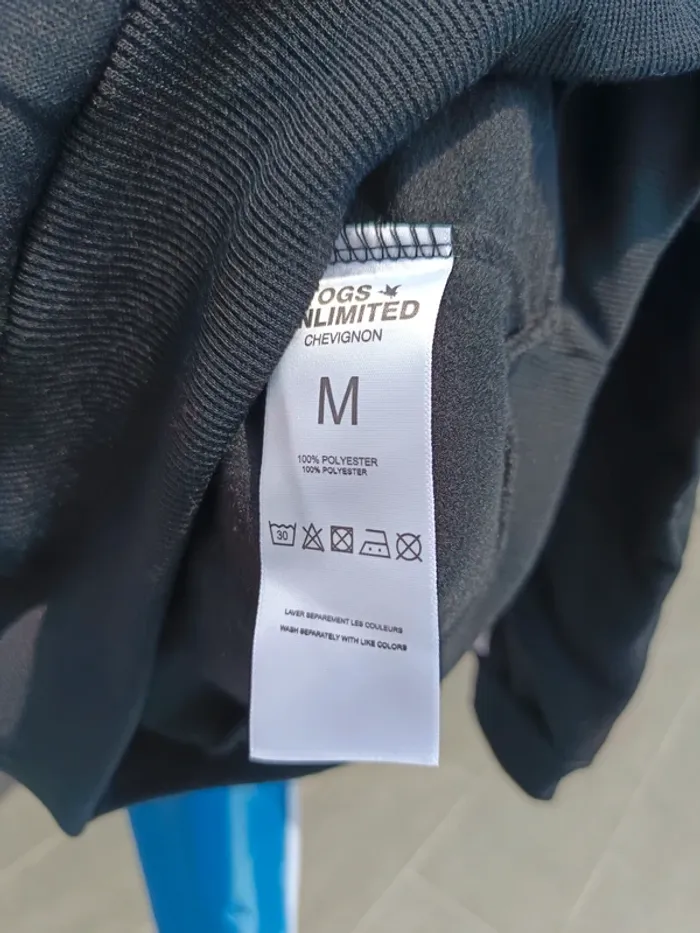 OGS
NLIMITED
CHEVIGNON
M
100% POLYESTER
100% POLYESTER
30
LAVER SEPAREMENT LES COULEURS
WASH SEPARATELY WITH LIKE COLORS